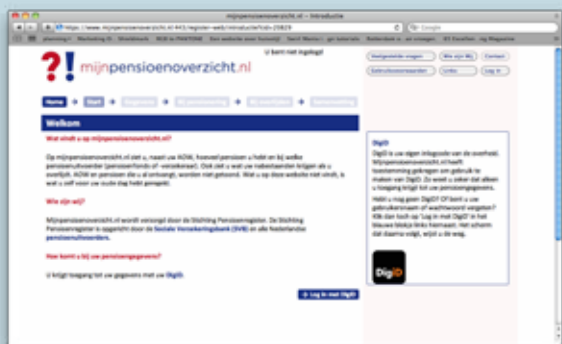 mijnpensioenoverzicht.nl - Introductie
Google
U bent niet ingelogd
?! mijnpensioenoverzicht.nl
Veelgestelde vragen
Wie zijn Wij
Contact
Gebruiksvoorwaarden
Links
Log in
Home
Start
Welkom
Wat vindt u op mijnpensioenoverzicht.nl?
Op mijnpensioenoverzicht.nl ziet u, naast uw AOW, hoeveel pensioen u hebt en bij welke
pensioenuitvoerder (pensioenfonds of -verzekeraar). Ook ziet u wat uw nabestaanden krijgen als u
overlijdt. AOW en pensioen die u al ontvangt, worden niet getoond. Wat u op deze website niet vindt, is
wat u zelf voor uw oude dag hebt geregeld.
Wie zijn wij?
Mijnpensioenoverzicht.nl wordt verzorgd door de Stichting Pensioenregister. De Stichting
Pensioenregister is opgericht door de Sociale Verzekeringsbank (SVB) en alle Nederlandse
pensioenuitvoerders.
Hoe komt u bij uw pensioengegevens?
U krijgt toegang tot uw gegevens met uw DigiD.
Log in met DigiD
DigiD
DigiD is uw eigen inlogcode van de overheid.
Mijnpensioenoverzicht.nl heeft
toestemming gekregen om gebruik te
maken van DigiD. Zo weet u zeker dat alleen
u toegang krijgt tot uw pensioengegevens.
Hebt u nog geen DigiD? Of bent u uw
gebruikersnaam of wachtwoord vergeten?
Klik dan toch op 'Log in met DigiD' in het
blauwe blokje links hiernaast. Het scherm
dat daarna volgt, wijst u de weg.
DigiD